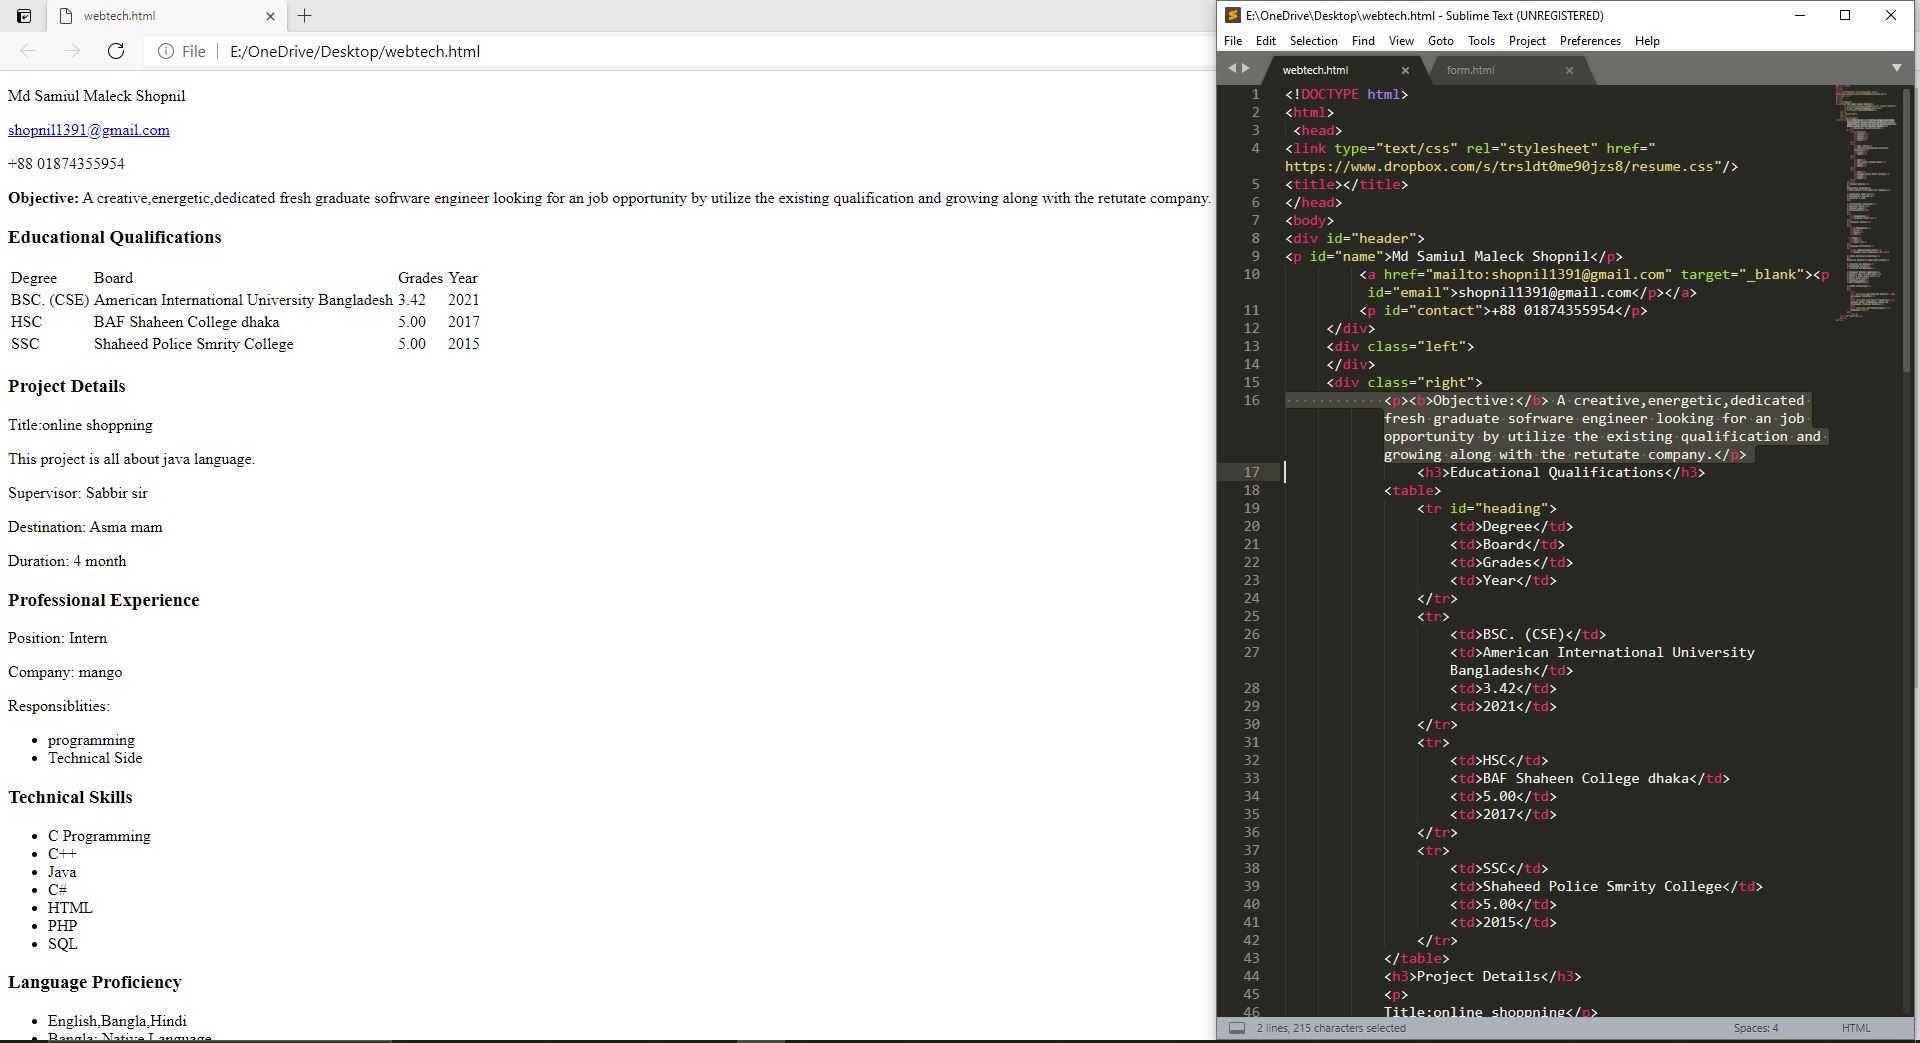 webtech.html
File
E:/OneDrive/Desktop/webtech.html
Md Samiul Maleck Shopnil
shopnil1391@gmail.com
+88 01874355954
Objective: A creative,energetic,dedicated fresh graduate sofrware engineer looking for an job opportunity by utilize the existing qualification and growing along with the retutate company.
Educational Qualifications
Degree Board Grades Year
BSC. (CSE) American International University Bangladesh 3.42 2021
HSC BAF Shaheen College dhaka 5.00 2017
SSC Shaheed Police Smrity College 5.00 2015
Project Details
Title:online shoppning
This project is all about java language.
Supervisor: Sabbir sir
Destination: Asma mam
Duration: 4 month
Professional Experience
Position: Intern
Company: mango
Responsiblities:
• programming
• Technical Side
Technical Skills
• C Programming
• C++
• Java
• C#
• HTML
• PHP
• SQL
Language Proficiency
• English,Bangla,Hindi
• Bangla: Native Language
E:\OneDrive\Desktop\webtech.html - Sublime Text (UNREGISTERED)
File Edit Selection Find View Goto Tools Project Preferences Help
webtech.html form.html
1 <!DOCTYPE html>
2 <html>
3 <head>
4 <link type="text/css" rel="stylesheet" href="
https://www.dropbox.com/s/trsldt0me90jzs8/resume.css"/>
5 <title></title>
6 </head>
7 <body>
8 <div id="header">
9 <p id="name">Md Samiul Maleck Shopnil</p>
10 <a href="mailto:shopnil1391@gmail.com" target="_blank"><p
id="email">shopnil1391@gmail.com</p></a>
11 <p id="contact">+88 01874355954</p>
12 </div>
13 <div class="left">
14 </div>
15 <div class="right">
16 <p><b>Objective:</b> A creative,energetic,dedicated
fresh graduate sofrware engineer looking for an job
opportunity by utilize the existing qualification and
growing along with the retutate company.</p>
17 <h3>Educational Qualifications</h3>
18 <table>
19 <tr id="heading">
20 <td>Degree</td>
21 <td>Board</td>
22 <td>Grades</td>
23 <td>Year</td>
24 </tr>
25 <tr>
26 <td>BSC. (CSE)</td>
27 <td>American International University
Bangladesh</td>
28 <td>3.42</td>
29 <td>2021</td>
30 </tr>
31 <tr>
32 <td>HSC</td>
33 <td>BAF Shaheen College dhaka</td>
34 <td>5.00</td>
35 <td>2017</td>
36 </tr>
37 <tr>
38 <td>SSC</td>
39 <td>Shaheed Police Smrity College</td>
40 <td>5.00</td>
41 <td>2015</td>
42 </tr>
43 </table>
44 <h3>Project Details</h3>
45 <p>
46 Title:online shoppning</p>
2 lines, 215 characters selected
Spaces: 4
HTML